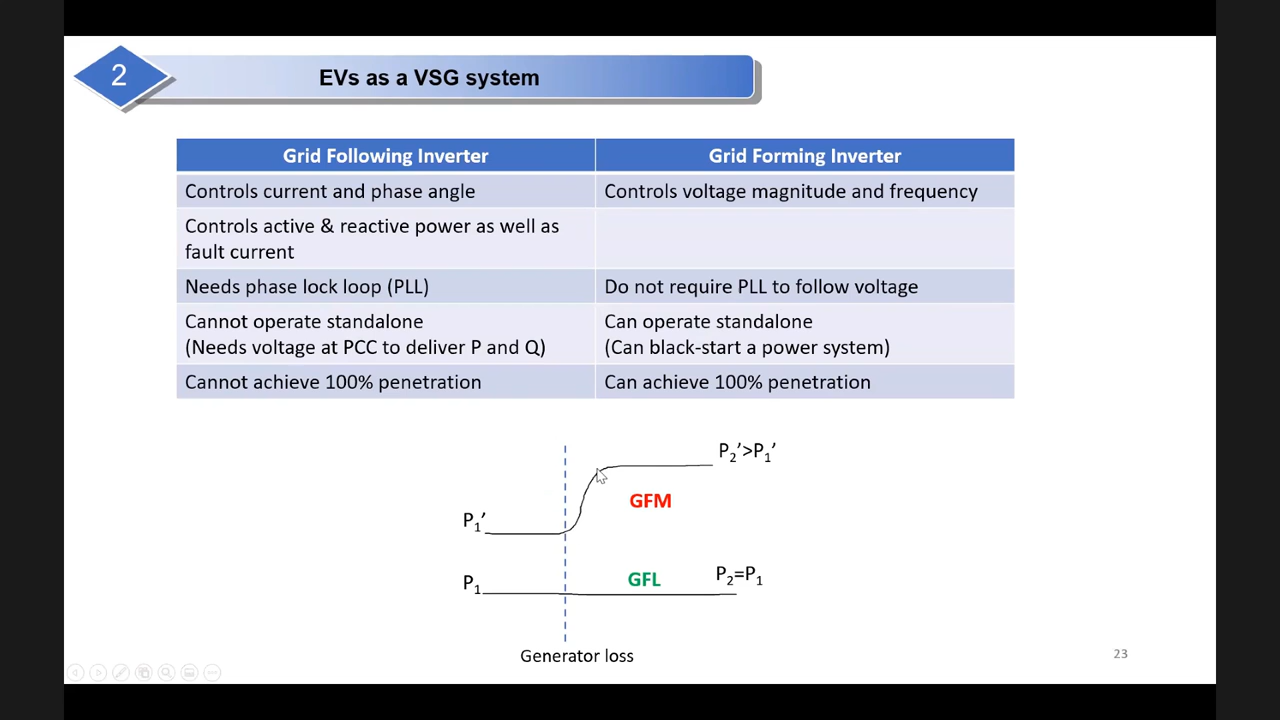 2
EVs as a VSG system
Grid Following Inverter
Grid Forming Inverter
Controls current and phase angle
Controls voltage magnitude and frequency
Controls active & reactive power as well as
fault current
Needs phase lock loop (PLL)
Do not require PLL to follow voltage
Cannot operate standalone
(Needs voltage at PCC to deliver P and Q)
Can operate standalone
(Can black-start a power system)
Cannot achieve 100% penetration
Can achieve 100% penetration
P₂’>P₁’
GFM
P₁’
GFL
P₂=P₁
P₁
Generator loss
23